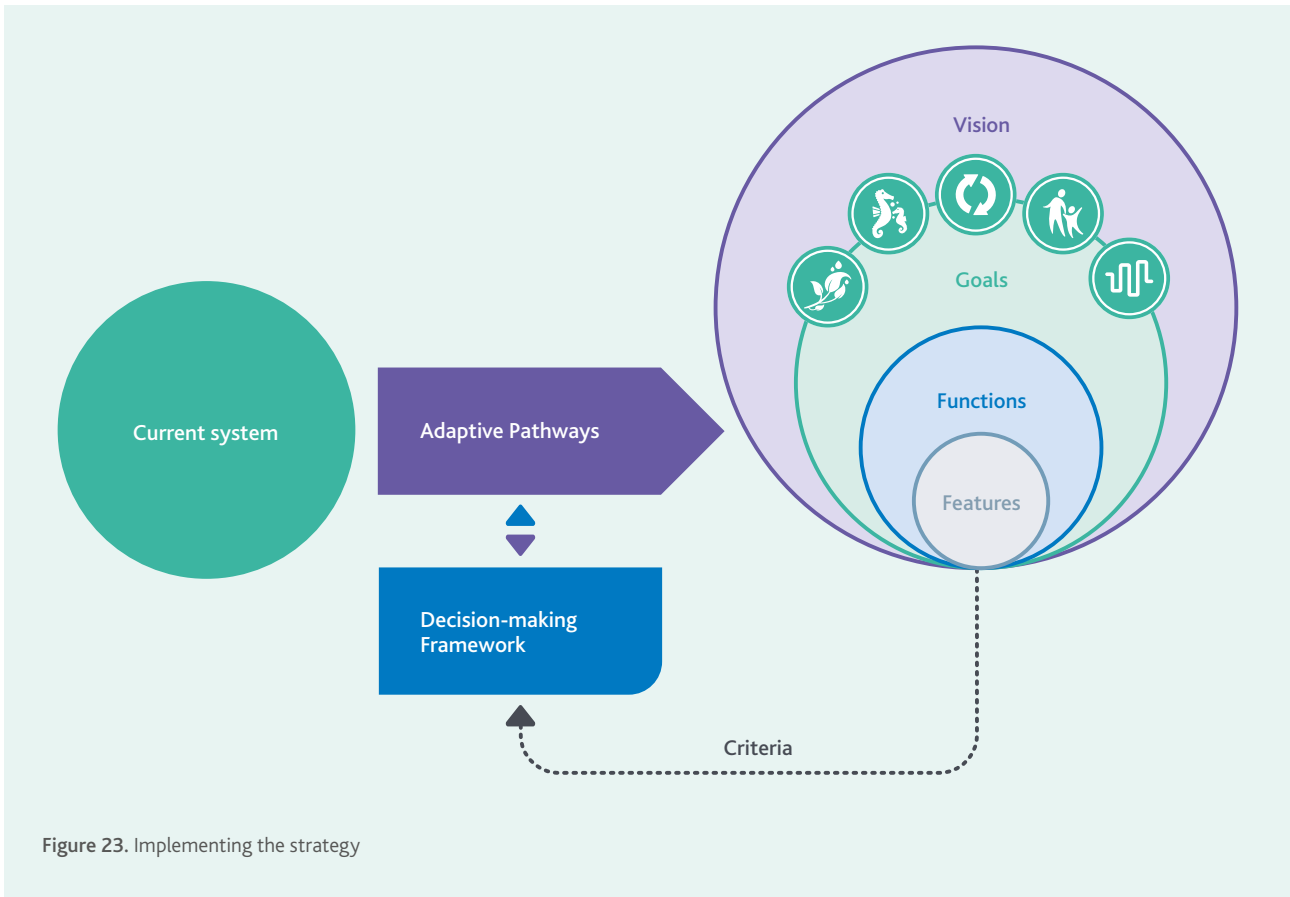 Vision
Goals
Functions
Features
Current system
Adaptive Pathways
Decision-making
Framework
Criteria
Figure 23. Implementing the strategy